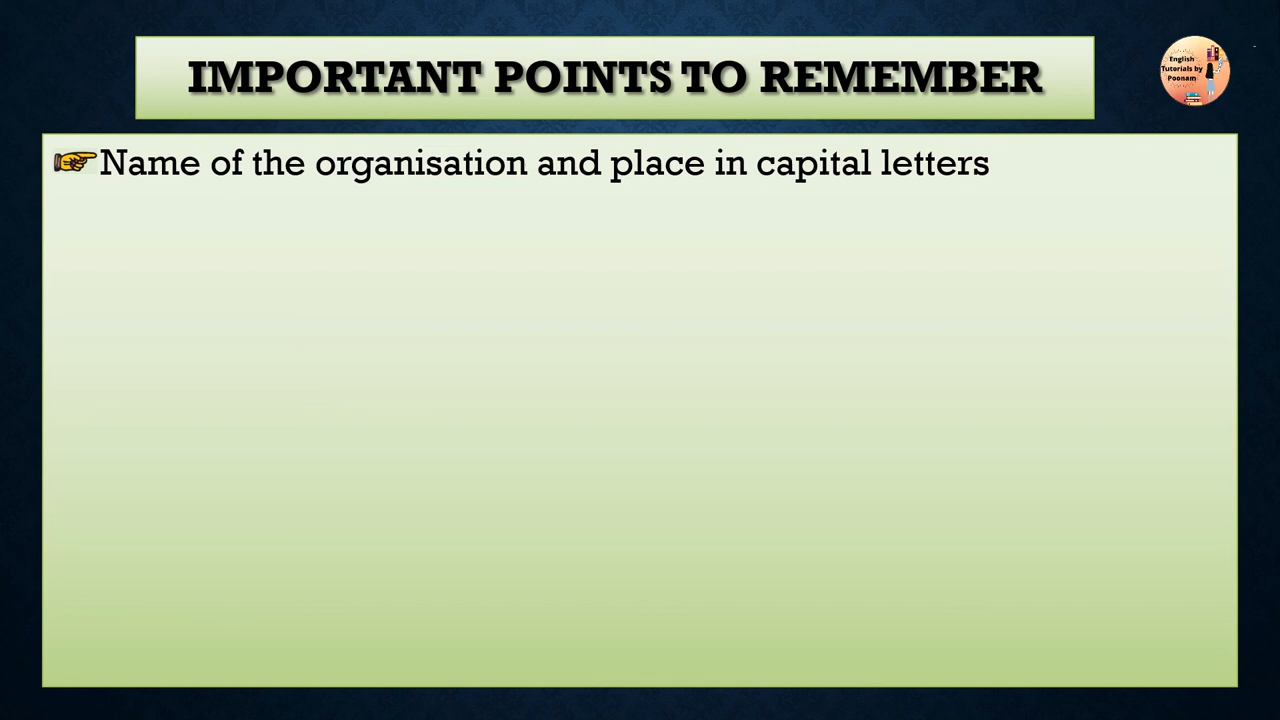 IMPORTANT POINTS TO REMEMBER
English
Tutorials by
Poonam
Name of the organisation and place in capital letters